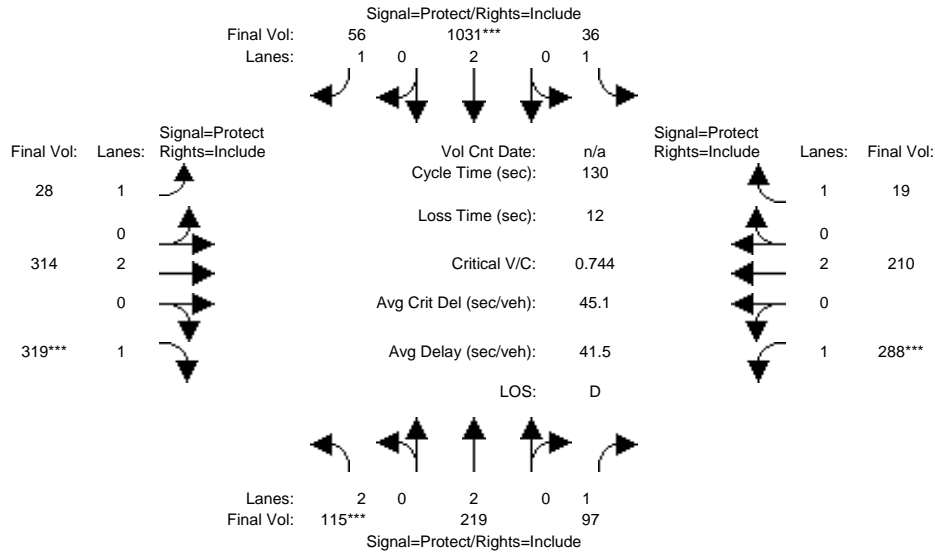 Signal=Protect/Rights=Include
Final Vol: 56 1031*** 36
Lanes: 1 0 2 0 1
Signal=Protect
Final Vol: Lanes: Rights=Include
Vol Cnt Date: n/a
Signal=Protect
Rights=Include Lanes: Final Vol:
Cycle Time (sec): 130
28 1
1 19
Loss Time (sec): 12
0
0
314 2
Critical V/C: 0.744
2 210
0
Avg Crit Del (sec/veh): 45.1
0
319*** 1
Avg Delay (sec/veh): 41.5
1 288***
LOS: D
Lanes: 2 0 2 0 1
Final Vol: 115*** 219 97
Signal=Protect/Rights=Include